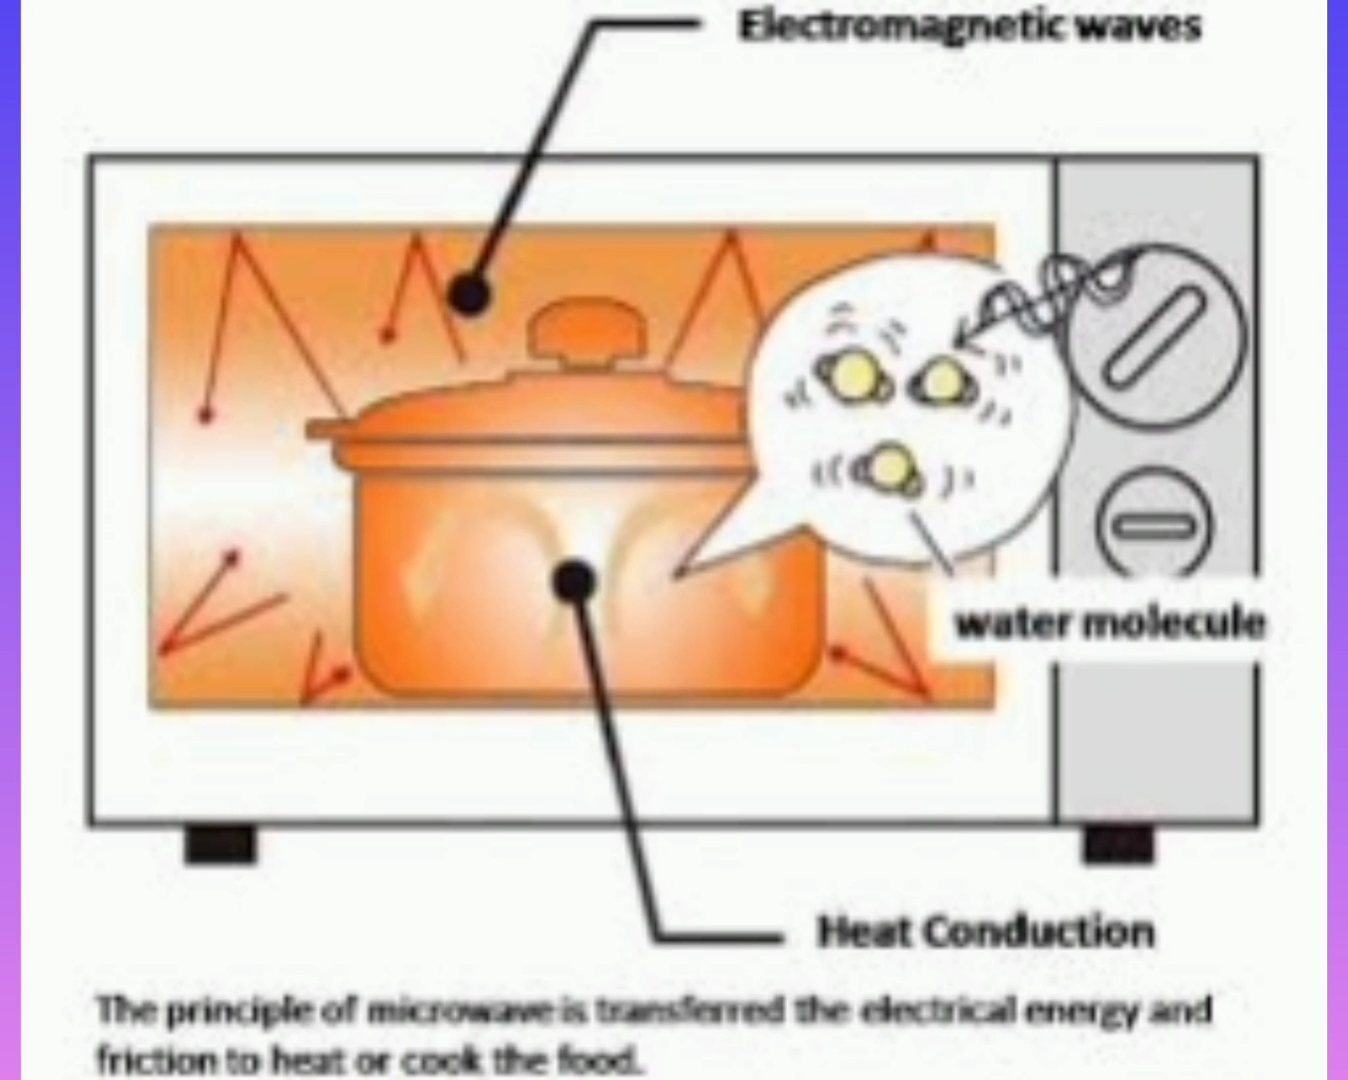 Electromagnetic waves
water molecule
Heat Conduction
The principle of microwave is transferred the electrical energy and
friction to heat or cook the food.